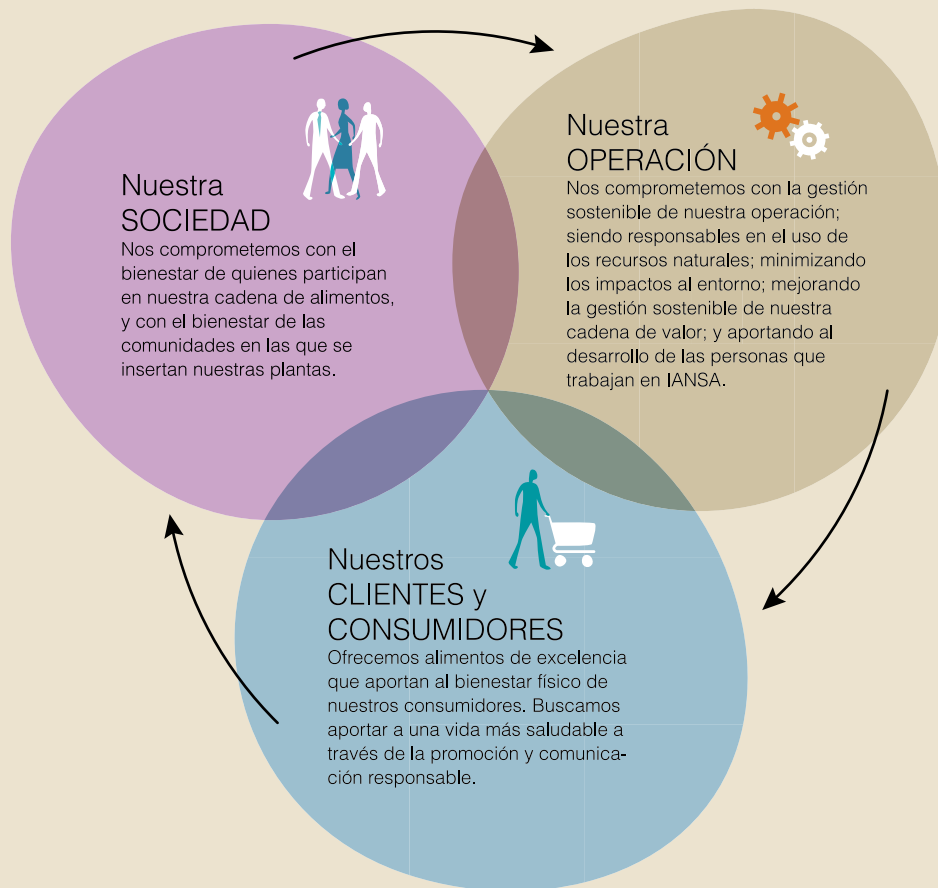 Nuestra
SOCIEDAD
Nos comprometemos con el
bienestar de quienes participan
en nuestra cadena de alimentos,
y con el bienestar de las
comunidades en las que se
insertan nuestras plantas.
Nuestra
OPERACIÓN
Nos comprometemos con la gestión
sostenible de nuestra operación;
siendo responsables en el uso de
los recursos naturales; minimizando
los impactos al entorno; mejorando
la gestión sostenible de nuestra
cadena de valor; y aportando al
desarrollo de las personas que
trabajan en IANSA.
Nuestros
CLIENTES y
CONSUMIDORES
Ofrecemos alimentos de excelencia
que aportan al bienestar físico de
nuestros consumidores. Buscamos
aportar a una vida más saludable a
través de la promoción y comunica-
ción responsable.